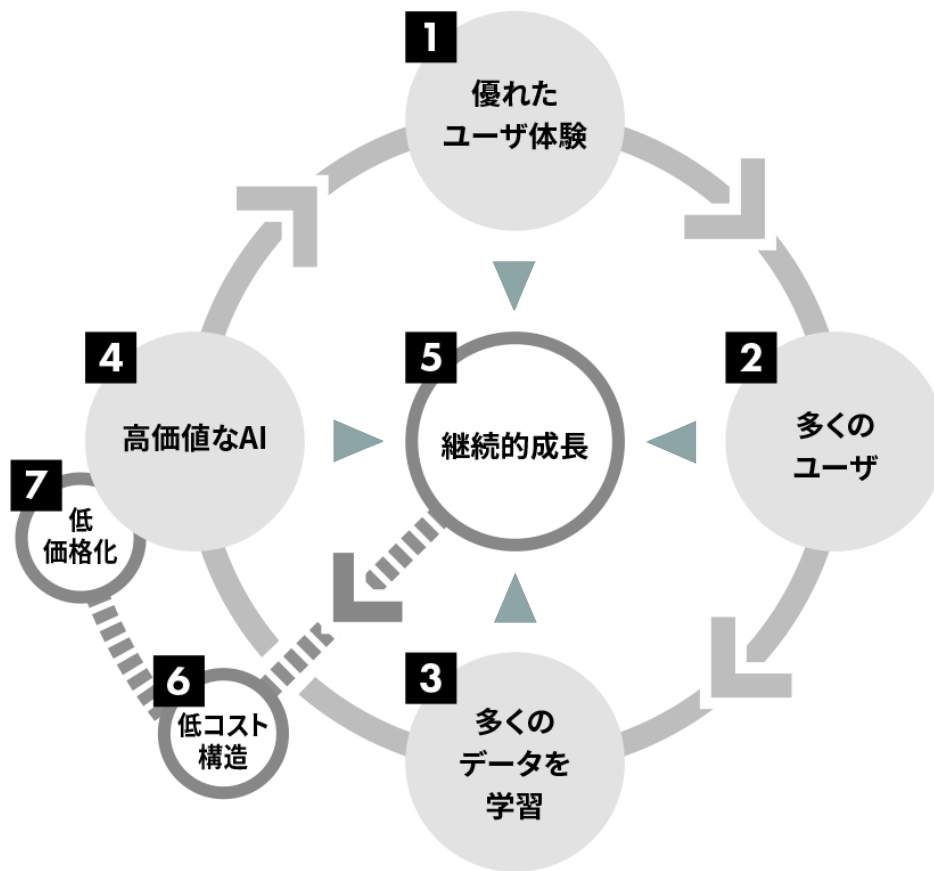 1
優れた
ユーザ体験
2
多くの
ユーザ
3
多くの
データを
学習
4
高価値なAI
5
継続的成長
6
低コスト
構造
7
低
価格化